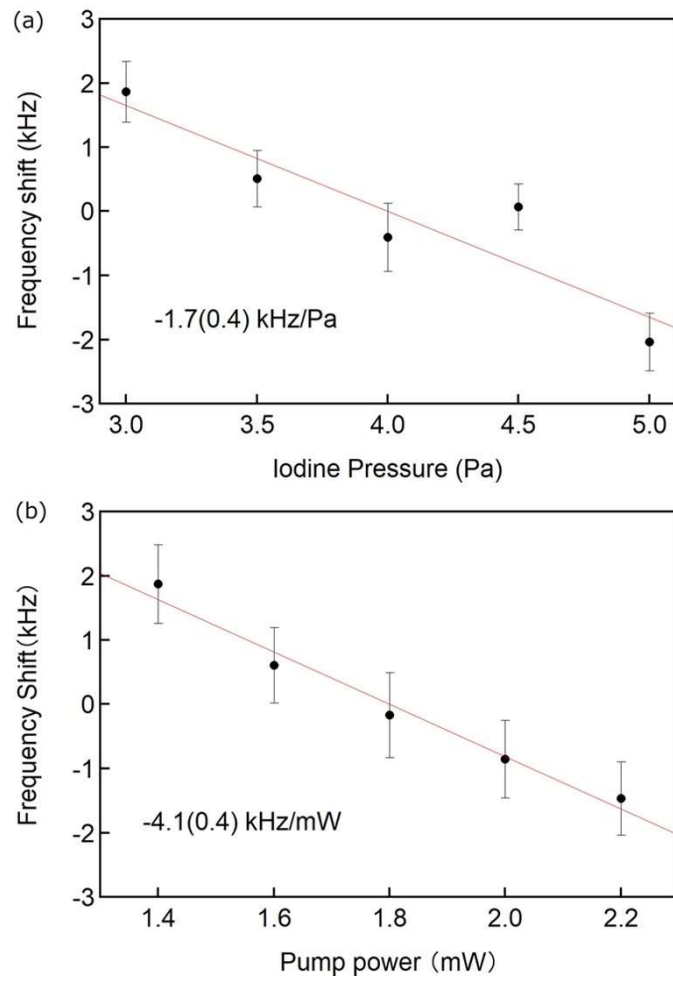 (a)
3
2
1
0
-1
-2
-3
Frequency shift (kHz)
-1.7(0.4) kHz/Pa
3.0 3.5 4.0 4.5 5.0
Iodine Pressure (Pa)
(b)
3
2
1
0
-1
-2
-3
Frequency Shift(kHz)
-4.1(0.4) kHz/mW
1.4 1.6 1.8 2.0 2.2
Pump power (mW)